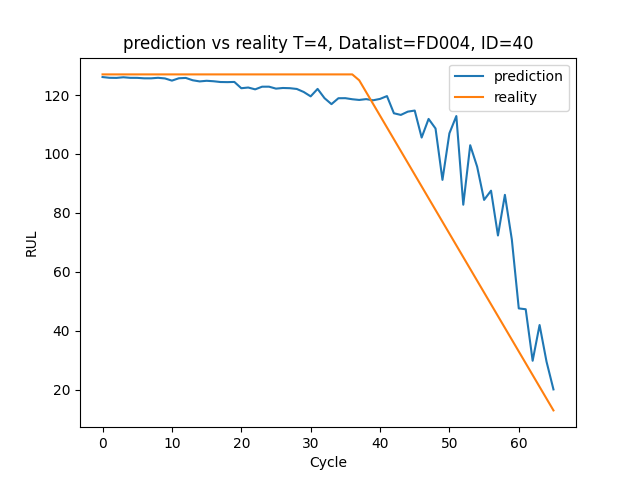 prediction vs reality T=4, Datalist=FD004, ID=40
prediction
reality
RUL
120
100
80
60
40
20
0 10 20 30 40 50 60
Cycle